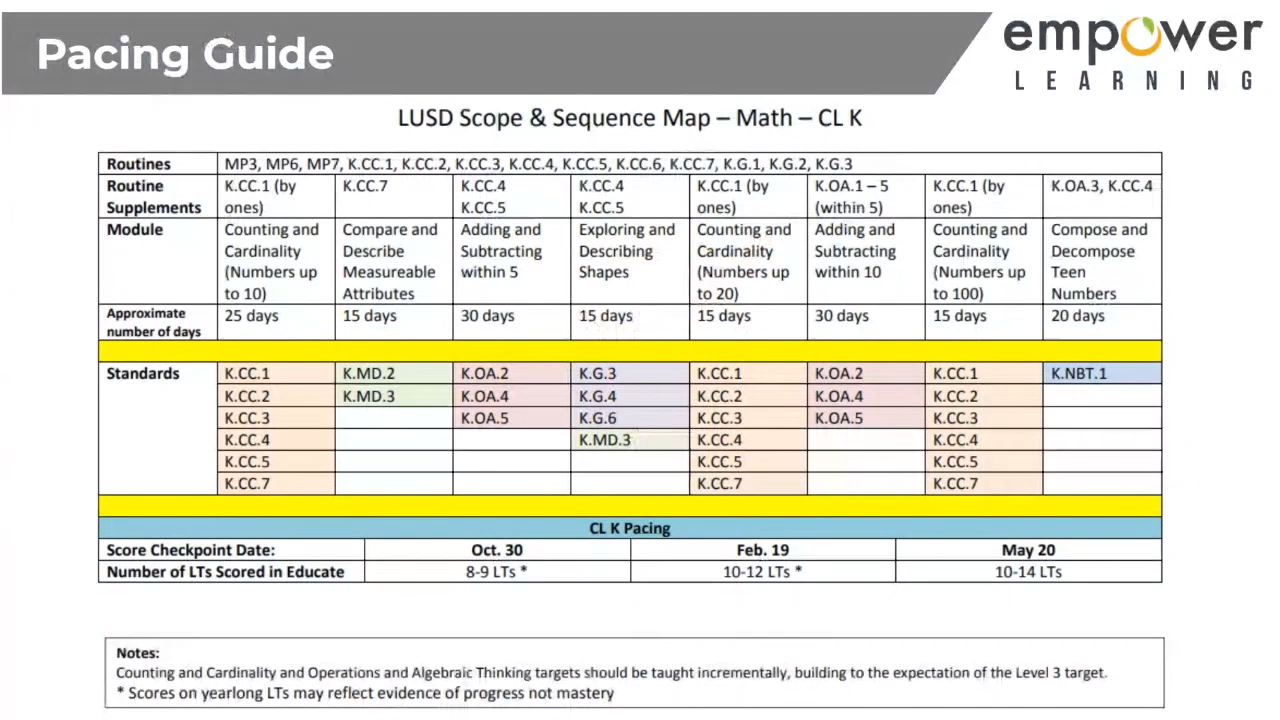 Pacing Guide
empower
LEARNING
LUSD Scope & Sequence Map – Math – CL K
Routines MP3, MP6, MP7, K.CC.1, K.CC.2, K.CC.3, K.CC.4, K.CC.5, K.CC.6, K.CC.7, K.G.1, K.G.2, K.G.3
Routine K.CC.1 (by K.CC.7 K.CC.4 K.CC.4 K.CC.1 (by K.OA.1 – 5 K.CC.1 (by K.OA.3, K.CC.4
Supplements ones) K.CC.5 K.CC.5 ones) (within 5) ones)
Module Counting and Compare and Adding and Exploring and Counting and Adding and Counting and Compose and
Cardinality Describe Subtracting Describing Cardinality Subtracting Cardinality Decompose
(Numbers up Measureable within 5 Shapes (Numbers up within 10 (Numbers up Teen
to 10) Attributes to 20) to 100) Numbers
Approximate 25 days 15 days 30 days 15 days 15 days 30 days 15 days 20 days
number of days
Standards K.CC.1 K.MD.2 K.OA.2 K.G.3 K.CC.1 K.OA.2 K.CC.1 K.NBT.1
K.CC.2 K.MD.3 K.OA.4 K.G.4 K.CC.2 K.OA.4 K.CC.2
K.CC.3 K.OA.5 K.G.6 K.CC.3 K.OA.5 K.CC.3
K.CC.4 K.MD.3 K.CC.4 K.CC.4
K.CC.5 K.CC.5 K.CC.5
K.CC.7 K.CC.7 K.CC.7
CL K Pacing
Score Checkpoint Date: Oct. 30 Feb. 19 May 20
Number of LTs Scored in Educate 8-9 LTs * 10-12 LTs * 10-14 LTs
Notes:
Counting and Cardinality and Operations and Algebraic Thinking targets should be taught incrementally, building to the expectation of the Level 3 target.
* Scores on yearlong LTs may reflect evidence of progress not mastery